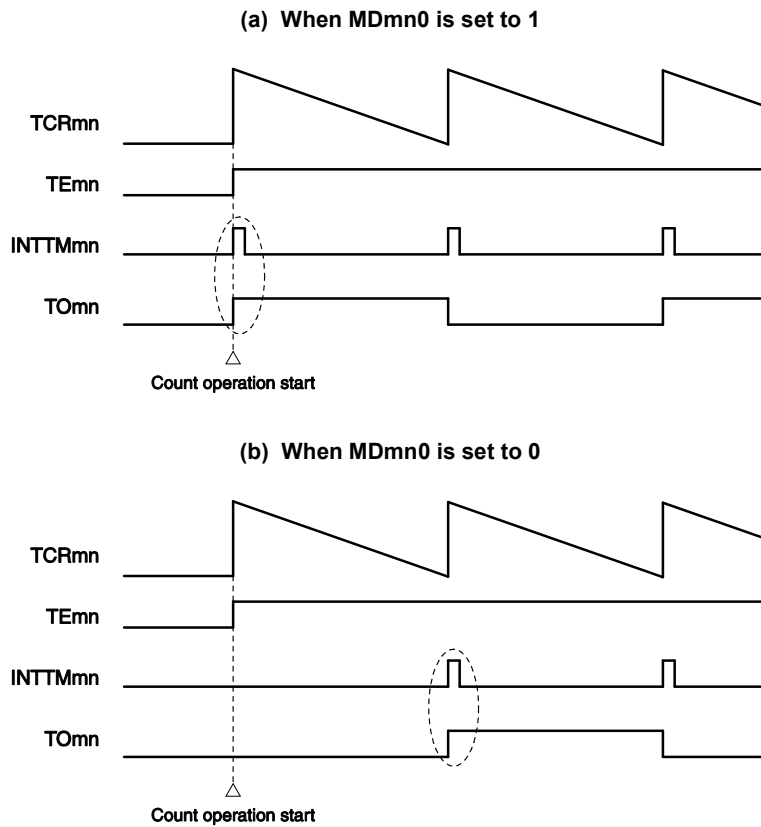 (a) When MDmn0 is set to 1
TCRmn
TEmn
INTTMmn
TOmn
Count operation start
(b) When MDmn0 is set to 0
TCRmn
TEmn
INTTMmn
TOmn
Count operation start